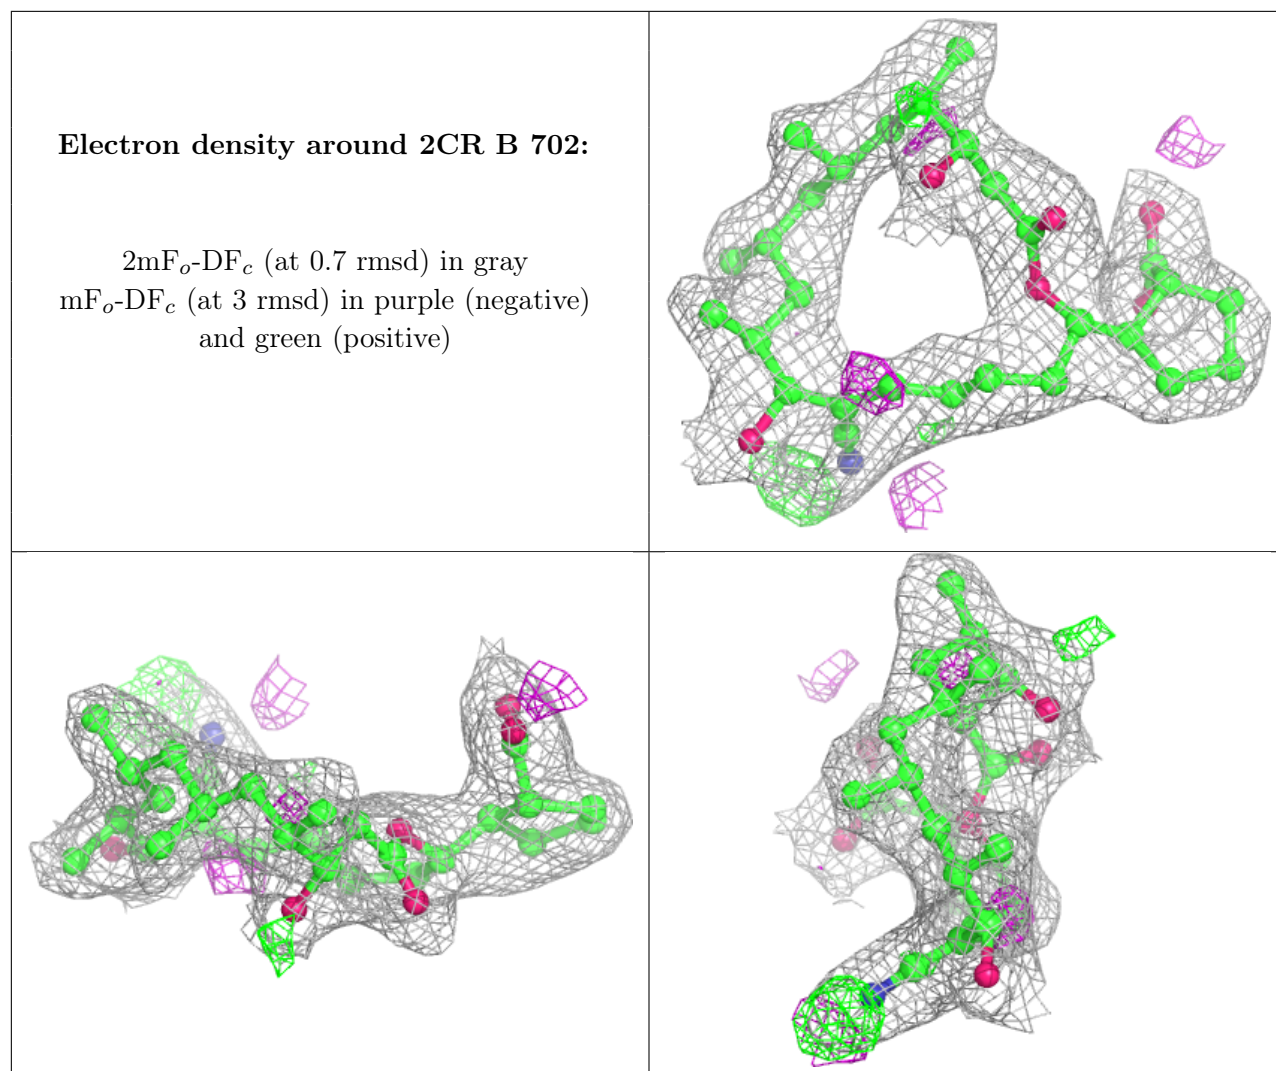 Electron density around 2CR B 702:
2mFo-DFc (at 0.7 rmsd) in gray
mFo-DFc (at 3 rmsd) in purple (negative)
and green (positive)